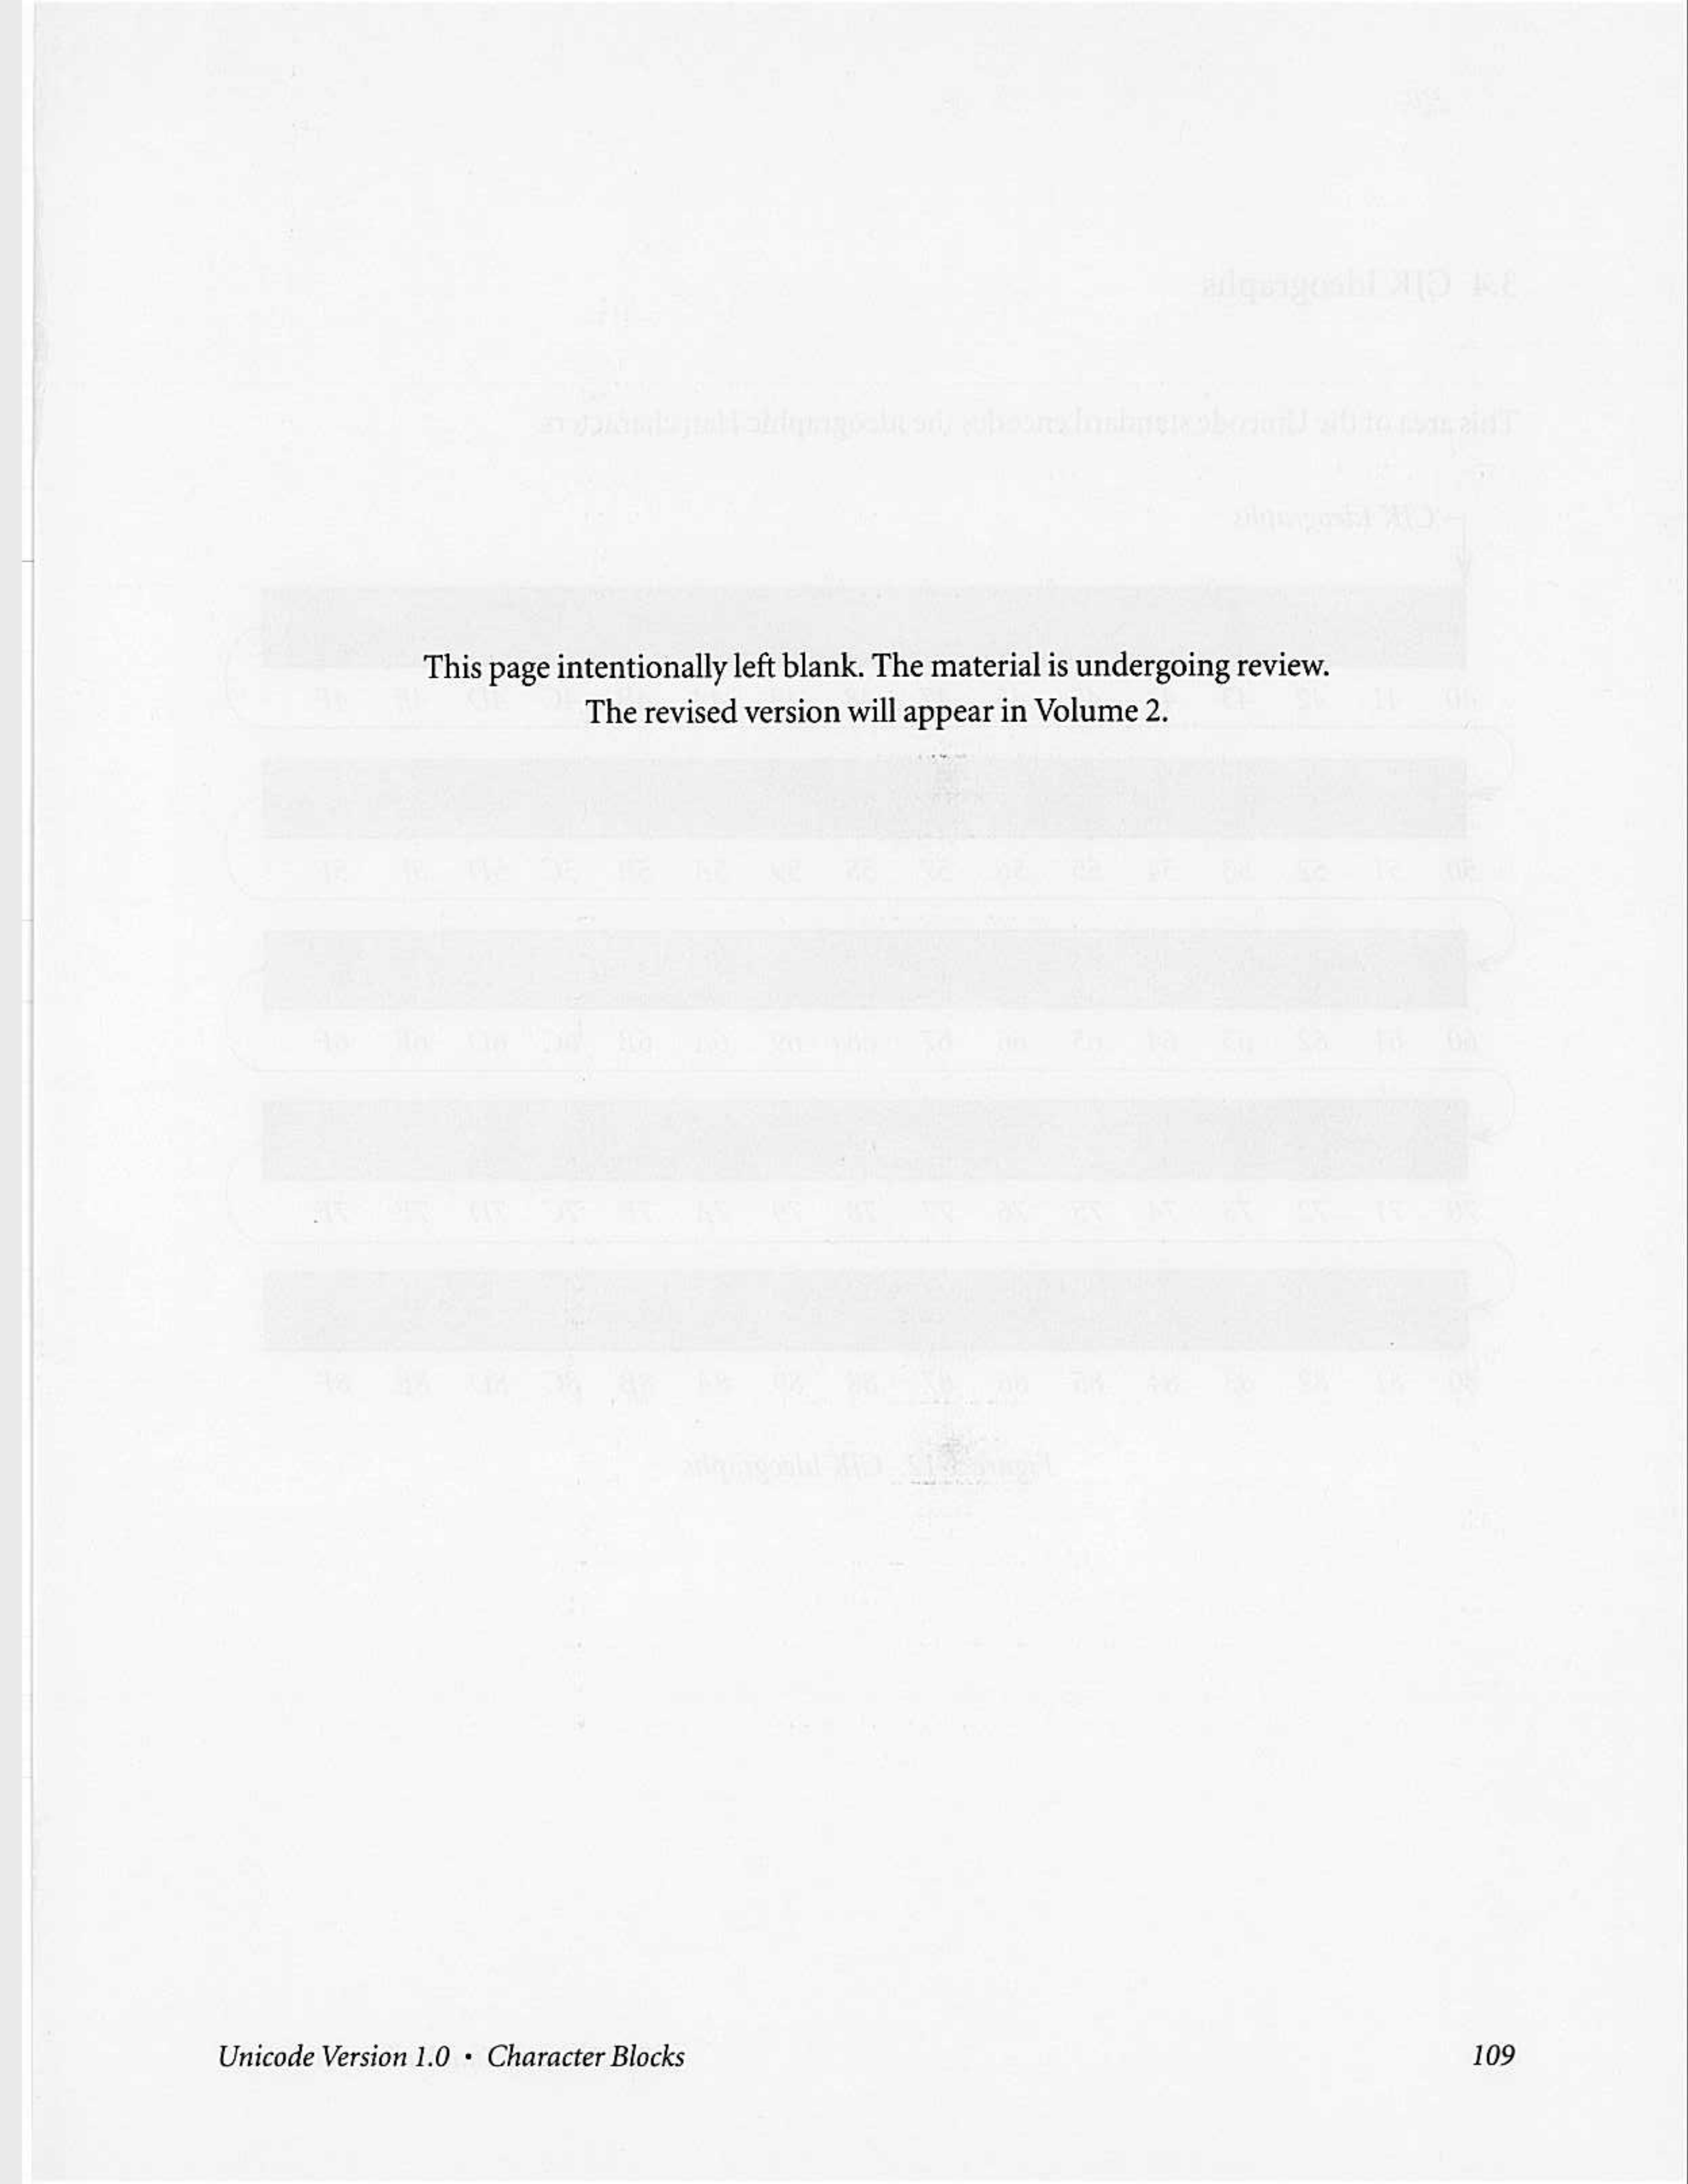 This page intentionally left blank. The material is undergoing review.
The revised version will appear in Volume 2.
Unicode Version 1.0 • Character Blocks 109